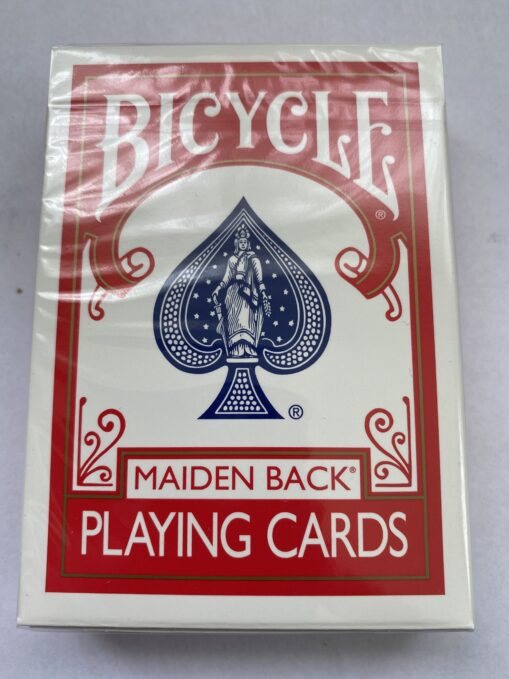 BICYCLE®
®
MAIDEN BACK®
PLAYING CARDS